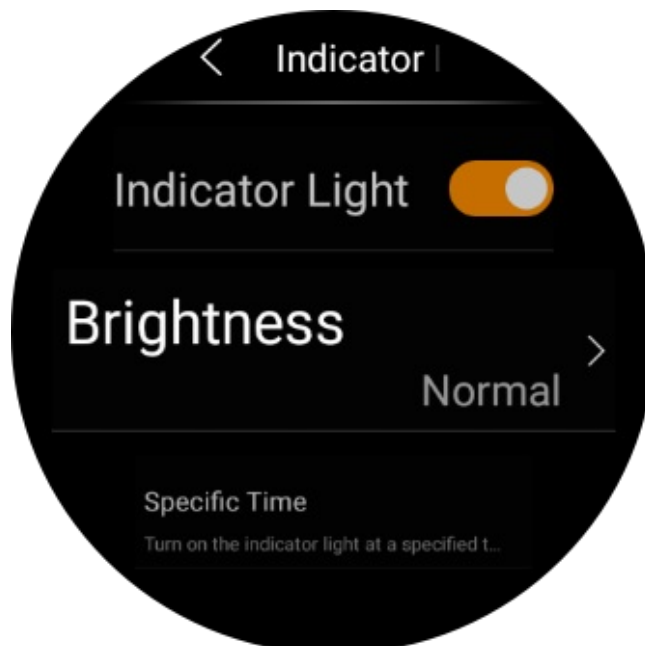 Indicator
Indicator Light
Brightness
Normal
Specific Time
Turn on the indicator light at a specified t...